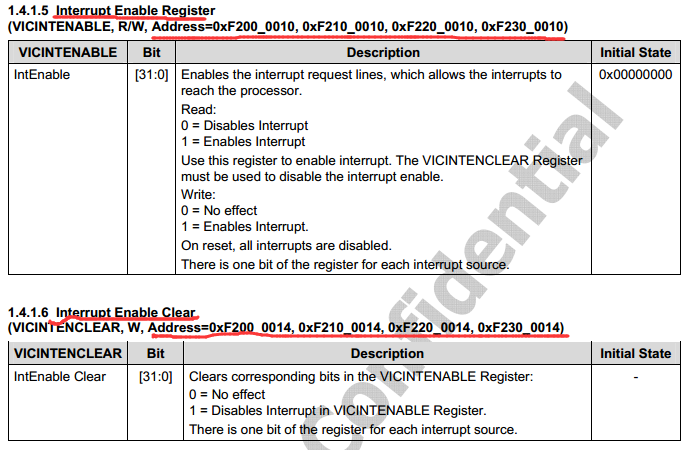 1.4.1.5 Interrupt Enable Register
(VICINTENABLE, R/W, Address=0xF200_0010, 0xF210_0010, 0xF220_0010, 0xF230_0010)
VICINTENABLE Bit Description Initial State
IntEnable [31:0] Enables the interrupt request lines, which allows the interrupts to 0x00000000
reach the processor.
Read:
0 = Disables Interrupt
1 = Enables Interrupt
Use this register to enable interrupt. The VICINTENCLEAR Register
must be used to disable the interrupt enable.
Write:
0 = No effect
1 = Enables Interrupt.
On reset, all interrupts are disabled.
There is one bit of the register for each interrupt source.
1.4.1.6 Interrupt Enable Clear
(VICINTENCLEAR, W, Address=0xF200_0014, 0xF210_0014, 0xF220_0014, 0xF230_0014)
VICINTENCLEAR Bit Description Initial State
IntEnable Clear [31:0] Clears corresponding bits in the VICINTENABLE Register: -
0 = No effect
1 = Disables Interrupt in VICINTENABLE Register.
There is one bit of the register for each interrupt source.
Confidential